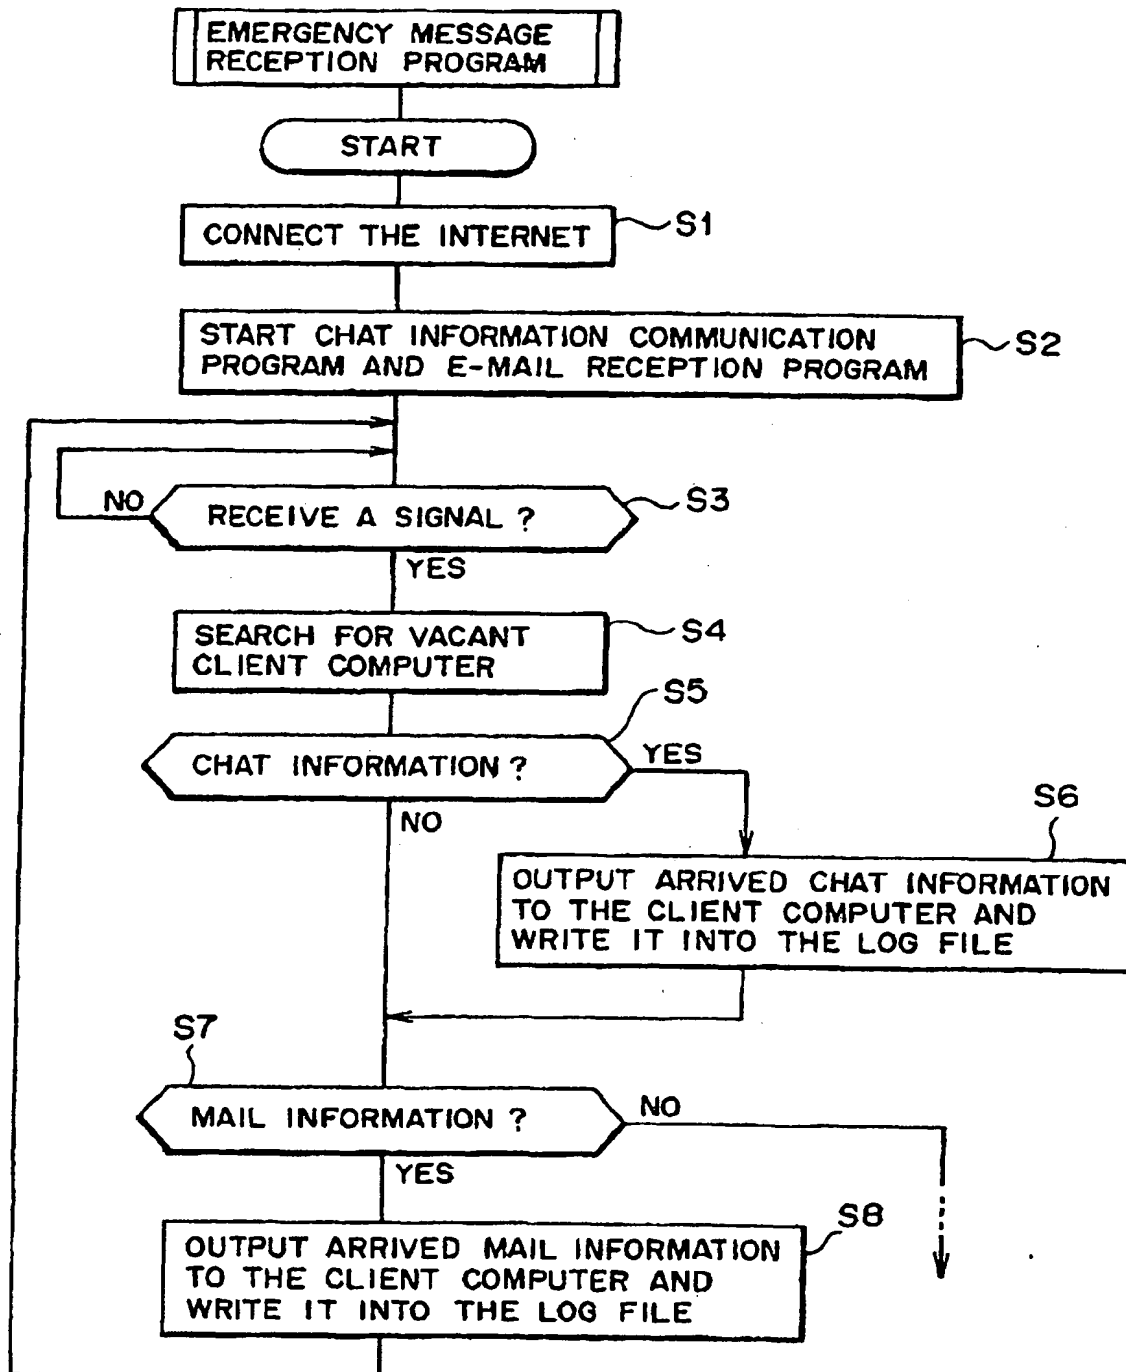 EMERGENCY MESSAGE
RECEPTION PROGRAM
START
S1
CONNECT THE INTERNET
S2
START CHAT INFORMATION COMMUNICATION
PROGRAM AND E-MAIL RECEPTION PROGRAM
S3
NO
RECEIVE A SIGNAL ?
YES
S4
SEARCH FOR VACANT
CLIENT COMPUTER
S5
CHAT INFORMATION ?
YES
NO
S6
OUTPUT ARRIVED CHAT INFORMATION
TO THE CLIENT COMPUTER AND
WRITE IT INTO THE LOG FILE
S7
MAIL INFORMATION ?
NO
YES
S8
OUTPUT ARRIVED MAIL INFORMATION
TO THE CLIENT COMPUTER AND
WRITE IT INTO THE LOG FILE